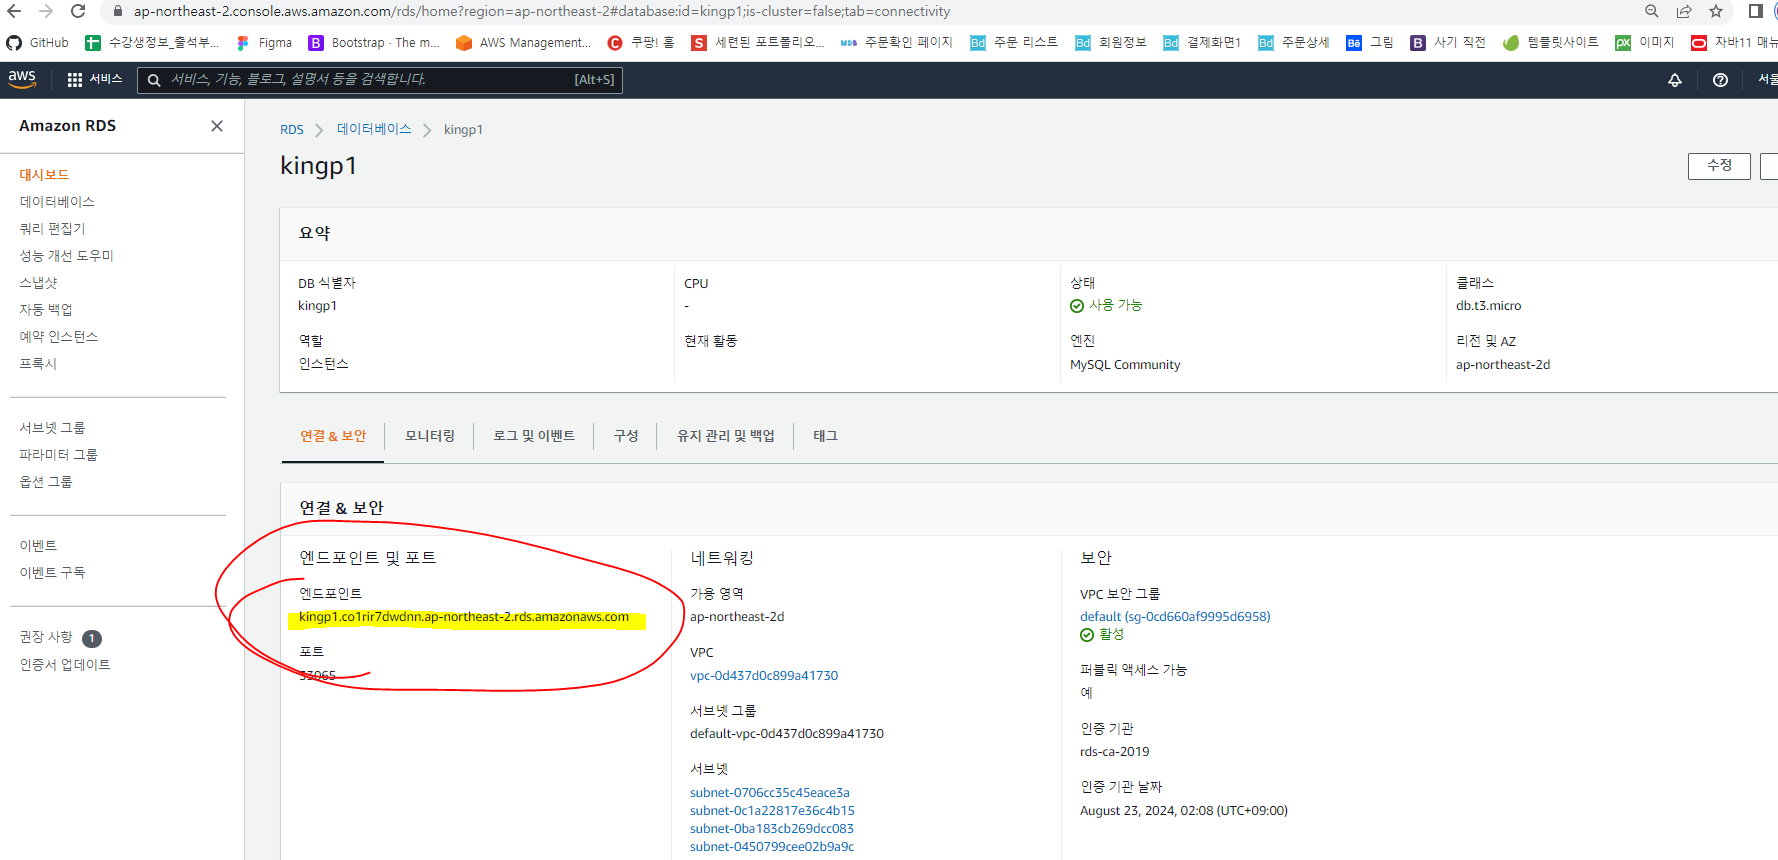 ap-northeast-2.console.aws.amazon.com/rds/home?region=ap-northeast-2#database:id=kingp1;is-cluster=false;tab=connectivity
GitHub 수강생정보_출석부... Figma Bootstrap · The m... AWS Management... 쿠팡! 홈 세련된 포트폴리오... MDB 주문확인 페이지 Bd 주문 리스트 Bd 회원정보 Bd 결제화면1 Bd 주문상세 Bē 그림 B 사기 직전 템플릿사이트 px 이미지 자바11 매뉴
aws 서비스 서비스, 기능, 블로그, 설명서 등을 검색합니다. [Alt+S] 서울
Amazon RDS
대시보드
데이터베이스
쿼리 편집기
성능 개선 도우미
스냅샷
자동 백업
예약 인스턴스
프록시
서브넷 그룹
파라미터 그룹
옵션 그룹
이벤트
이벤트 구독
권장 사항 1
인증서 업데이트
RDS 데이터베이스 kingp1
kingp1
수정
요약
DB 식별자
kingp1
역할
인스턴스
CPU
-
현재 활동
상태
사용 가능
엔진
MySQL Community
클래스
db.t3.micro
리전 및 AZ
ap-northeast-2d
연결 & 보안 모니터링 로그 및 이벤트 구성 유지 관리 및 백업 태그
연결 & 보안
엔드포인트 및 포트
엔드포인트
kingp1.co1rir7dwdnn.ap-northeast-2.rds.amazonaws.com
포트
33065
네트워킹
가용 영역
ap-northeast-2d
VPC
vpc-0d437d0c899a41730
서브넷 그룹
default-vpc-0d437d0c899a41730
서브넷
subnet-0706cc35c45eace3a
subnet-0c1a22817e36c4b15
subnet-0ba183cb269dcc083
subnet-0450799cee02b9a9c
보안
VPC 보안 그룹
default (sg-0cd660af9995d6958)
활성
퍼블릭 액세스 가능
예
인증 기관
rds-ca-2019
인증 기관 날짜
August 23, 2024, 02:08 (UTC+09:00)